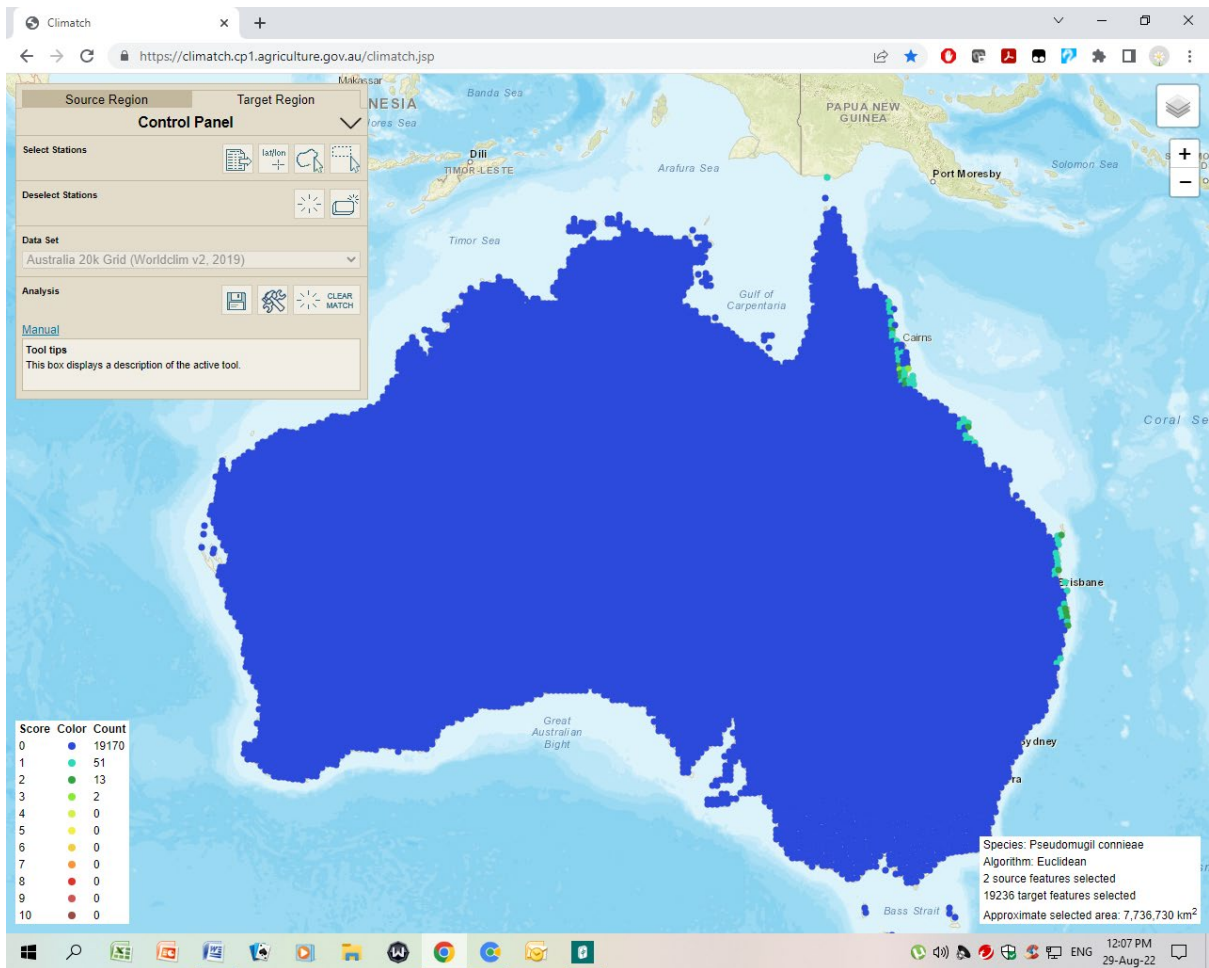 Climatch
https://climatch.cp1.agriculture.gov.au/climatch.jsp
Source Region Target Region
Control Panel
Select Stations
lat/lon
Deselect Stations
Data Set
Australia 20k Grid (Worldclim v2, 2019)
Analysis
CLEAR
MATCH
Manual
Tool tips
This box displays a description of the active tool.
Makassar
NESIA
Banda Sea
lores Sea
Dili
TIMOR-LESTE
Arafura Sea
PAPUA NEW
GUINEA
Port Moresby
Solomon Sea
+
−
Timor Sea
Gulf of
Carpentaria
Cairns
Coral Se
Brisbane
Great
Australian
Bight
Sydney
ra
Bass Strait
Score Color Count
0 19170
1 51
2 13
3 2
4 0
5 0
6 0
7 0
8 0
9 0
10 0
Species: Pseudomugil connieae
Algorithm: Euclidean
2 source features selected
19236 target features selected
Approximate selected area: 7,736,730 km²
ENG
12:07 PM
29-Aug-22